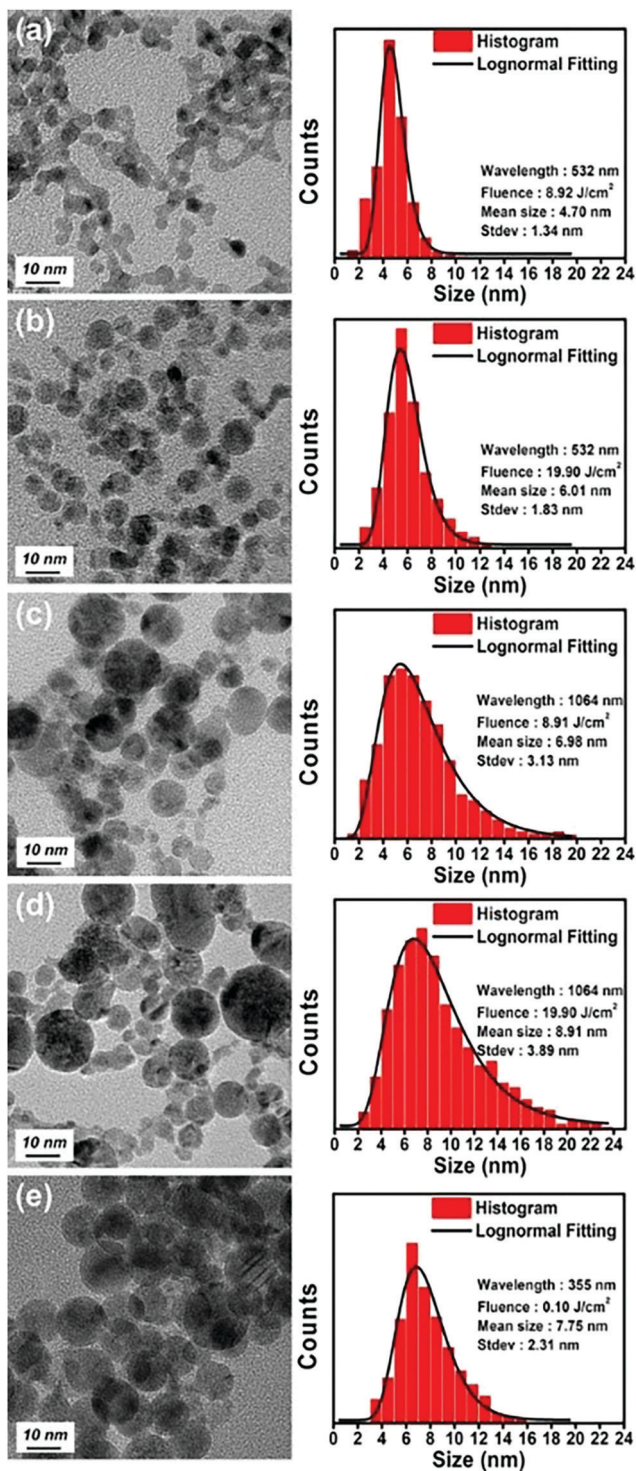 (a)
10 nm
Counts
Histogram
Lognormal Fitting
Wavelength : 532 nm
Fluence : 8.92 J/cm²
Mean size : 4.70 nm
Stdev : 1.34 nm
0 2 4 6 8 10 12 14 16 18 20 22 24
Size (nm)
(b)
10 nm
Counts
Histogram
Lognormal Fitting
Wavelength : 532 nm
Fluence : 19.90 J/cm²
Mean size : 6.01 nm
Stdev : 1.83 nm
0 2 4 6 8 10 12 14 16 18 20 22 24
Size (nm)
(c)
10 nm
Counts
Histogram
Lognormal Fitting
Wavelength : 1064 nm
Fluence : 8.91 J/cm²
Mean size : 6.98 nm
Stdev : 3.13 nm
0 2 4 6 8 10 12 14 16 18 20 22 24
Size (nm)
(d)
10 nm
Counts
Histogram
Lognormal Fitting
Wavelength : 1064 nm
Fluence : 19.90 J/cm²
Mean size : 8.91 nm
Stdev : 3.89 nm
0 2 4 6 8 10 12 14 16 18 20 22 24
Size (nm)
(e)
10 nm
Counts
Histogram
Lognormal Fitting
Wavelength : 355 nm
Fluence : 0.10 J/cm²
Mean size : 7.75 nm
Stdev : 2.31 nm
0 2 4 6 8 10 12 14 16 18 20 22 24
Size (nm)